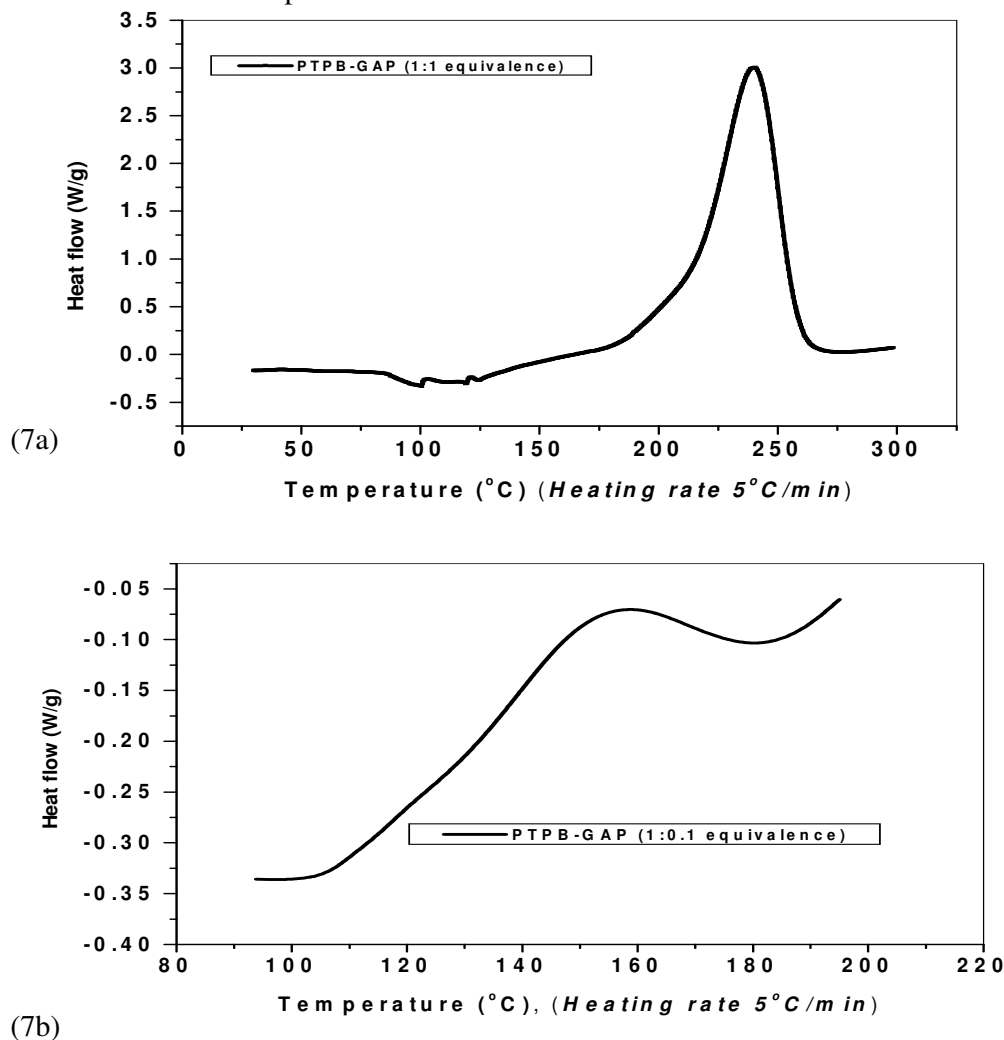 PTPB-GAP (1:1 equivalence)
3.0
2.5
2.0
1.5
1.0
0.5
0.0
-0.5
Heat flow (W/g)
0 50 100 150 200 250 300
Temperature (°C) (Heating rate 5°C/min)
(7a)
-0.05
-0.10
-0.15
-0.20
-0.25
-0.30
-0.35
-0.40
Heat flow (W/g)
PTPB-GAP (1:0.1 equivalence)
80 100 120 140 160 180 200 220
Temperature (°C), (Heating rate 5°C/min)
(7b)